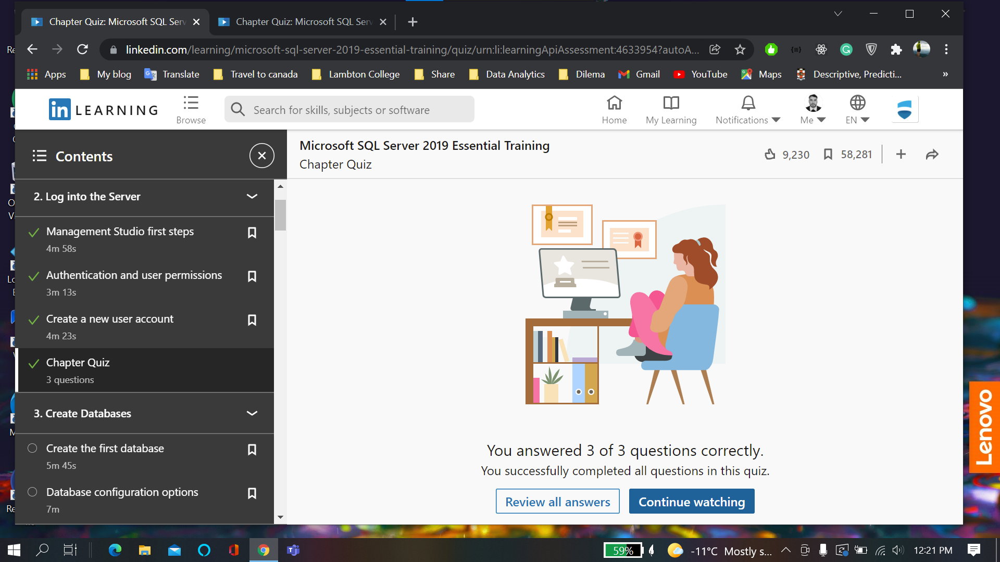 Chapter Quiz: Microsoft SQL Serv
Chapter Quiz: Microsoft SQL Serv
linkedin.com/learning/microsoft-sql-server-2019-essential-training/quiz/urn:li:learningApiAssessment:4633954?autoA...
Apps
My blog
Translate
Travel to canada
Lambton College
Share
Data Analytics
Dilema
Gmail
YouTube
Maps
Descriptive, Predicti...
»
in LEARNING
Browse
Search for skills, subjects or software
Home
My Learning
Notifications
Me
EN
Contents
Microsoft SQL Server 2019 Essential Training
Chapter Quiz
9,230
58,281
2. Log into the Server
Management Studio first steps
4m 58s
Authentication and user permissions
3m 13s
Create a new user account
4m 23s
Chapter Quiz
3 questions
3. Create Databases
Create the first database
5m 45s
Database configuration options
7m
You answered 3 of 3 questions correctly.
You successfully completed all questions in this quiz.
Review all answers
Continue watching
Lenovo
59%
-11°C Mostly s...
12:21 PM